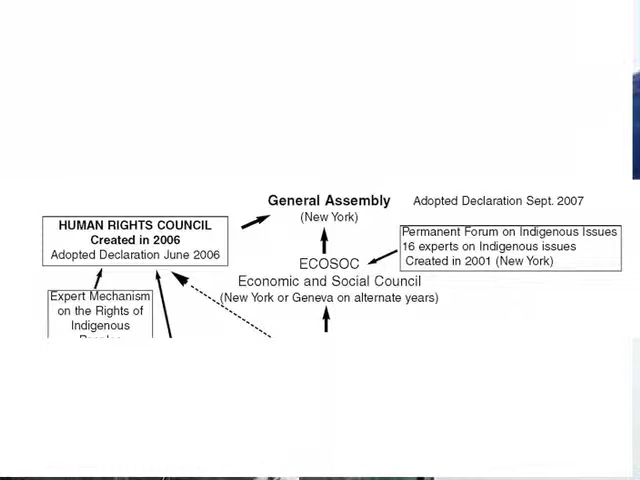 General Assembly Adopted Declaration Sept. 2007
(New York)
HUMAN RIGHTS COUNCIL
Created in 2006
Adopted Declaration June 2006
Permanent Forum on Indigenous Issues
16 experts on Indigenous issues
Created in 2001 (New York)
ECOSOC
Economic and Social Council
(New York or Geneva on alternate years)
Expert Mechanism
on the Rights of
Indigenous